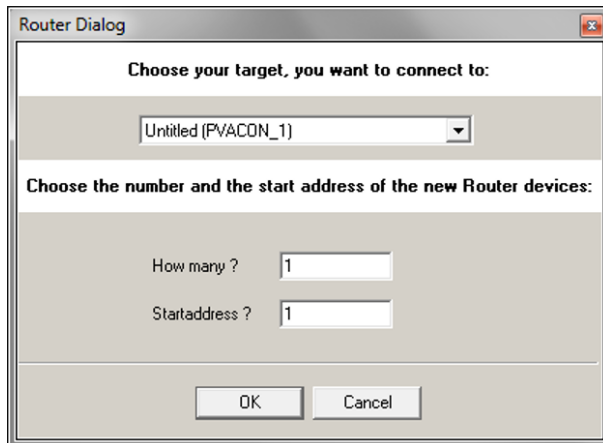 Router Dialog
Choose your target, you want to connect to:
Untitled (PVACON_1)
Choose the number and the start address of the new Router devices:
How many ? 1
Startaddress ? 1
OK Cancel